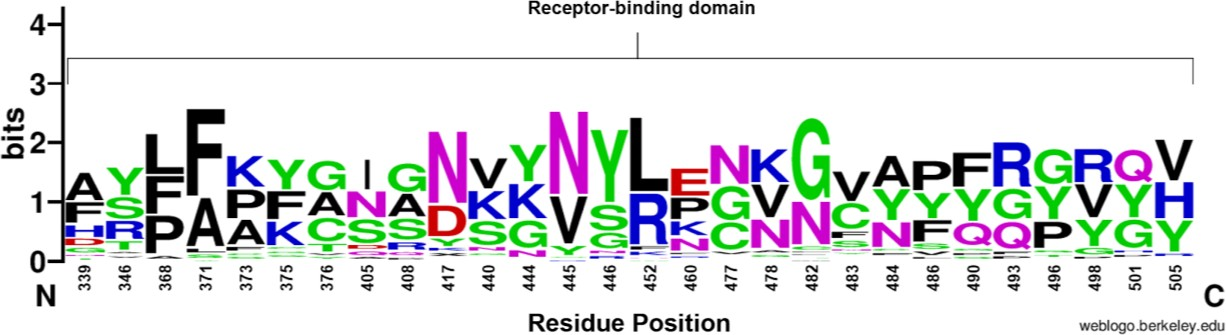 Receptor-binding domain
4
3
2
1
0
bits
N
339 346 368 371 373 375 376 405 408 417 440 444 445 446 452 460 477 478 482 483 484 486 490 493 496 498 501 505
C
Residue Position
weblogo.berkeley.edu
A Y L F K Y G I G N V Y N Y L E N K G V A P F R G R Q V
F S F A P F A N A D K K V S R P G V N C Y Y Y G Y V Y H
H R P A K C S S S G G K C N N F Q Q P Y G Y
D T N